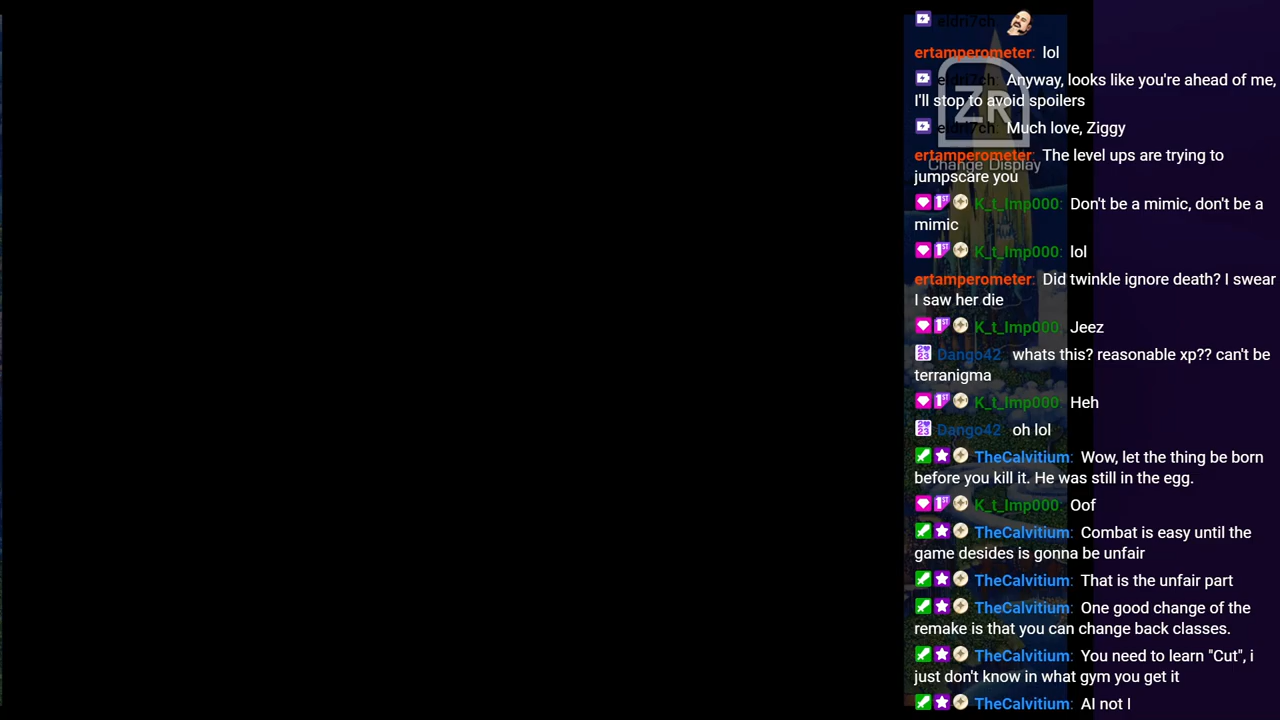 eldri7ch
ertamperometer: lol
eldri7ch: Anyway, looks like you're ahead of me,
I'll stop to avoid spoilers
ZR
eldri7ch: Much love, Ziggy
ertamperometer: The level ups are trying to
jumpscare you
Change Display
K_t_Imp000: Don't be a mimic, don't be a
mimic
K_t_Imp000: lol
ertamperometer: Did twinkle ignore death? I swear
I saw her die
K_t_Imp000: Jeez
Dango42 whats this? reasonable xp?? can't be
terranigma
K_t_Imp000: Heh
Dango42 oh lol
TheCalvitium: Wow, let the thing be born
before you kill it. He was still in the egg.
K_t_Imp000: Oof
TheCalvitium: Combat is easy until the
game desides is gonna be unfair
TheCalvitium: That is the unfair part
TheCalvitium: One good change of the
remake is that you can change back classes.
TheCalvitium: You need to learn "Cut", i
just don't know in what gym you get it
TheCalvitium: AI not I